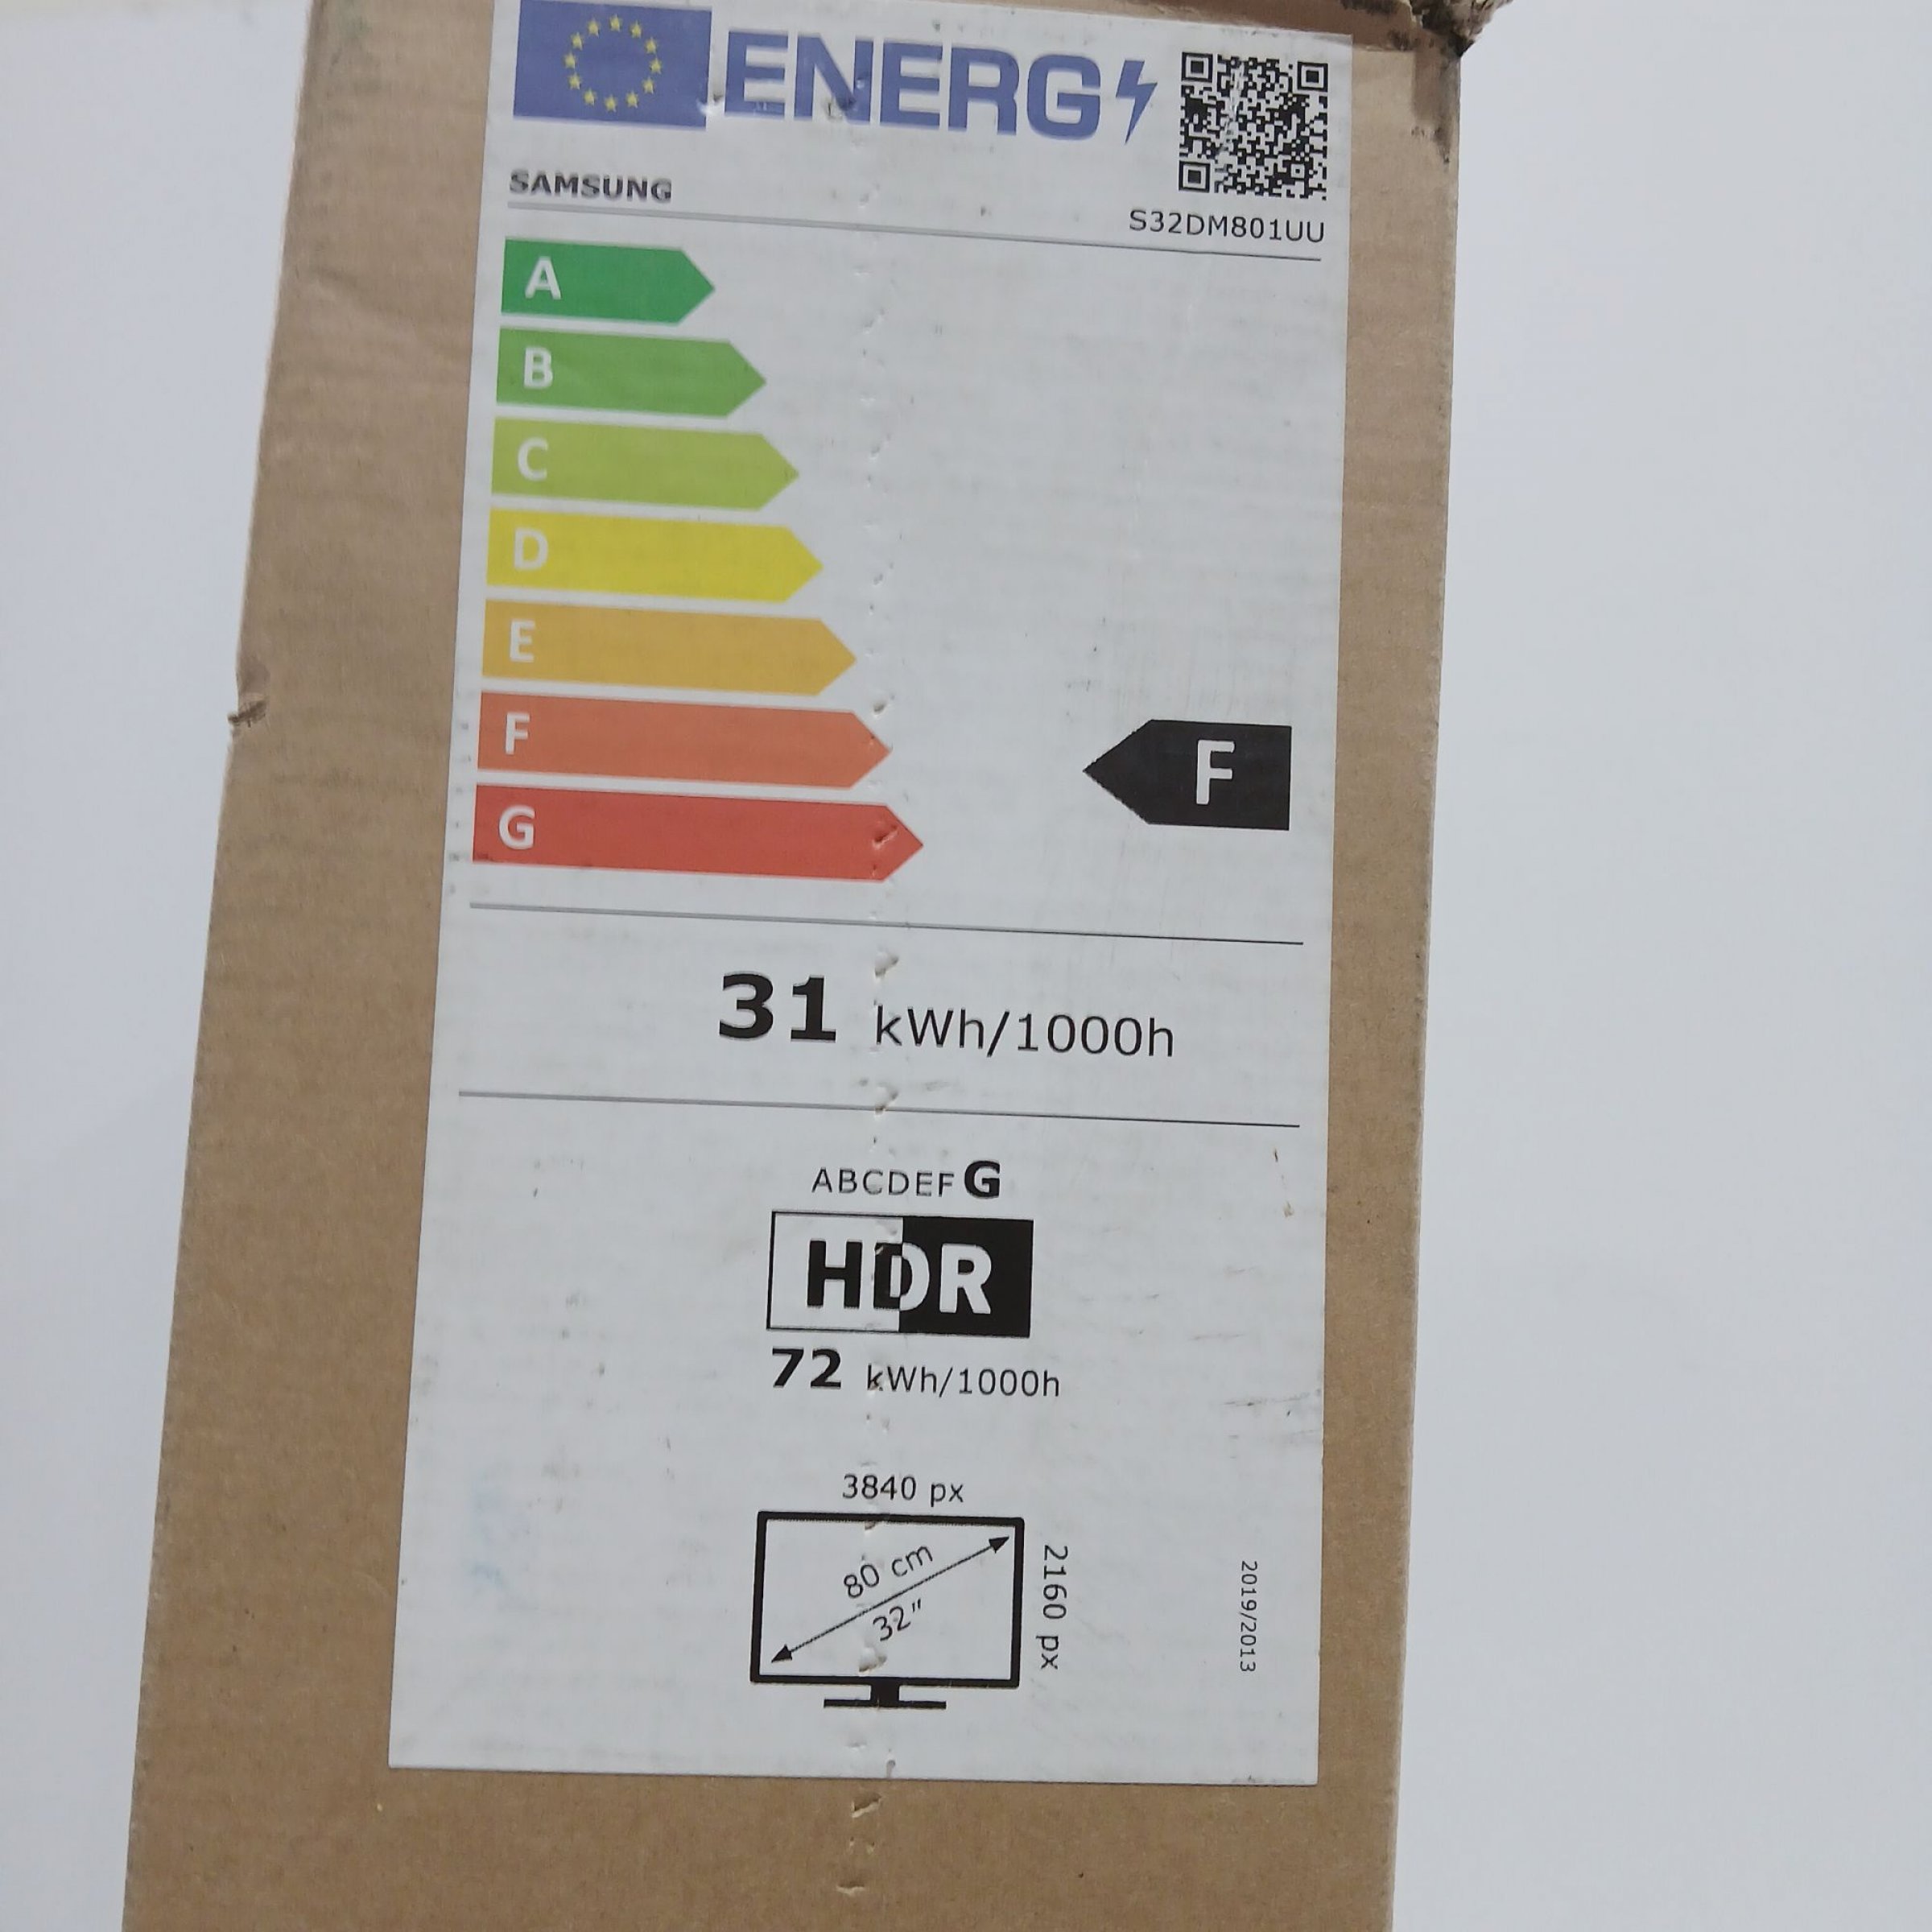 ENERG
SAMSUNG
S32DM801UU
A
B
C
D
E
F
F
G
31 kWh/1000h
ABCDEFG
HDR
72 kWh/1000h
3840 px
80 cm
32"
2160 px
2019/2013